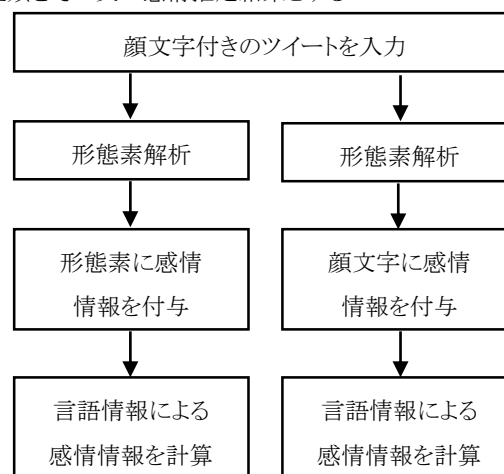 顔文字付きのツイートを入力
形態素解析
形態素解析
形態素に感情
情報を付与
顔文字に感情
情報を付与
言語情報による
感情情報を計算
言語情報による
感情情報を計算